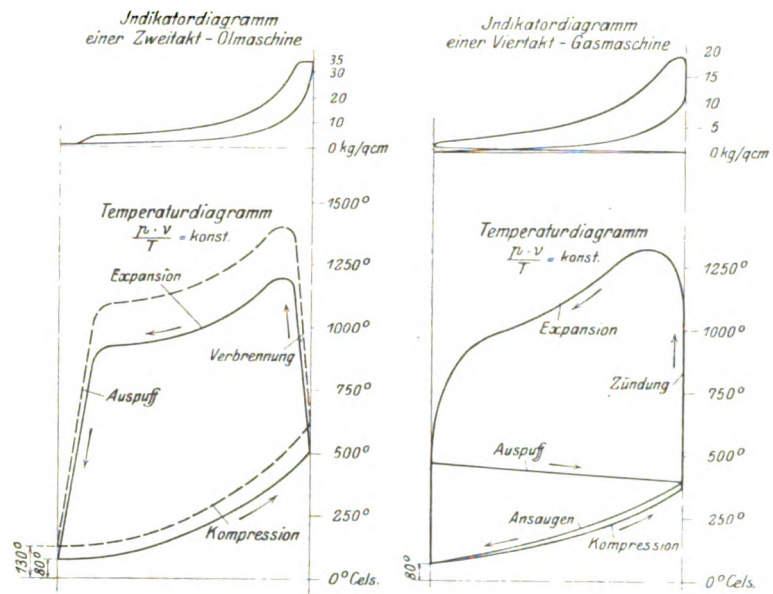 Indikatordiagramm
einer Zweitakt-Ölmaschine
35
30
20
10
0 kg/qcm
Temperaturdiagramm
p·v/T = konst.
1500°
1250°
1000°
750°
500°
250°
0° Cels.
Expansion
Verbrennung
Auspuff
Kompression
130°
80°
Indikatordiagramm
einer Viertakt-Gasmaschine
20
15
10
5
0 kg/qcm
Temperaturdiagramm
p·v/T = konst.
1250°
1000°
750°
500°
250°
0° Cels.
Expansion
Zündung
Auspuff
Ansaugen
Kompression
80°